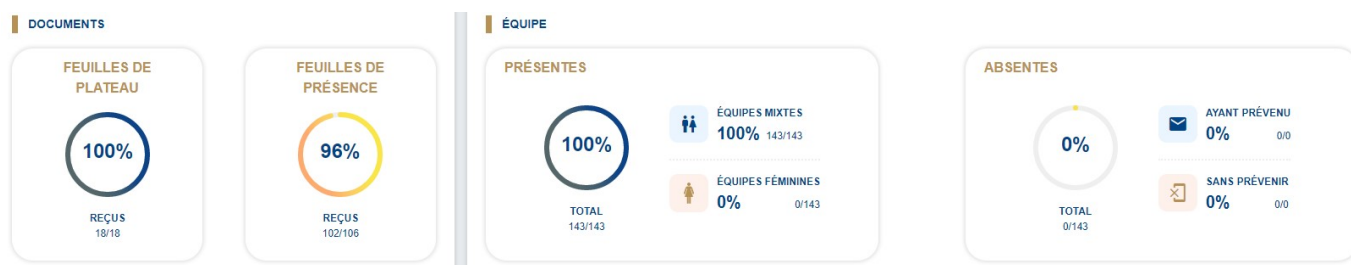 DOCUMENTS
FEUILLES DE
PLATEAU
100%
REÇUS
18/18
FEUILLES DE
PRÉSENCE
96%
REÇUS
102/106
ÉQUIPE
PRÉSENTES
100%
TOTAL
143/143
ÉQUIPES MIXTES
100% 143/143
ÉQUIPES FÉMININES
0% 0/143
ABSENTES
0%
TOTAL
0/143
AYANT PRÉVENU
0% 0/0
SANS PRÉVENIR
0% 0/0